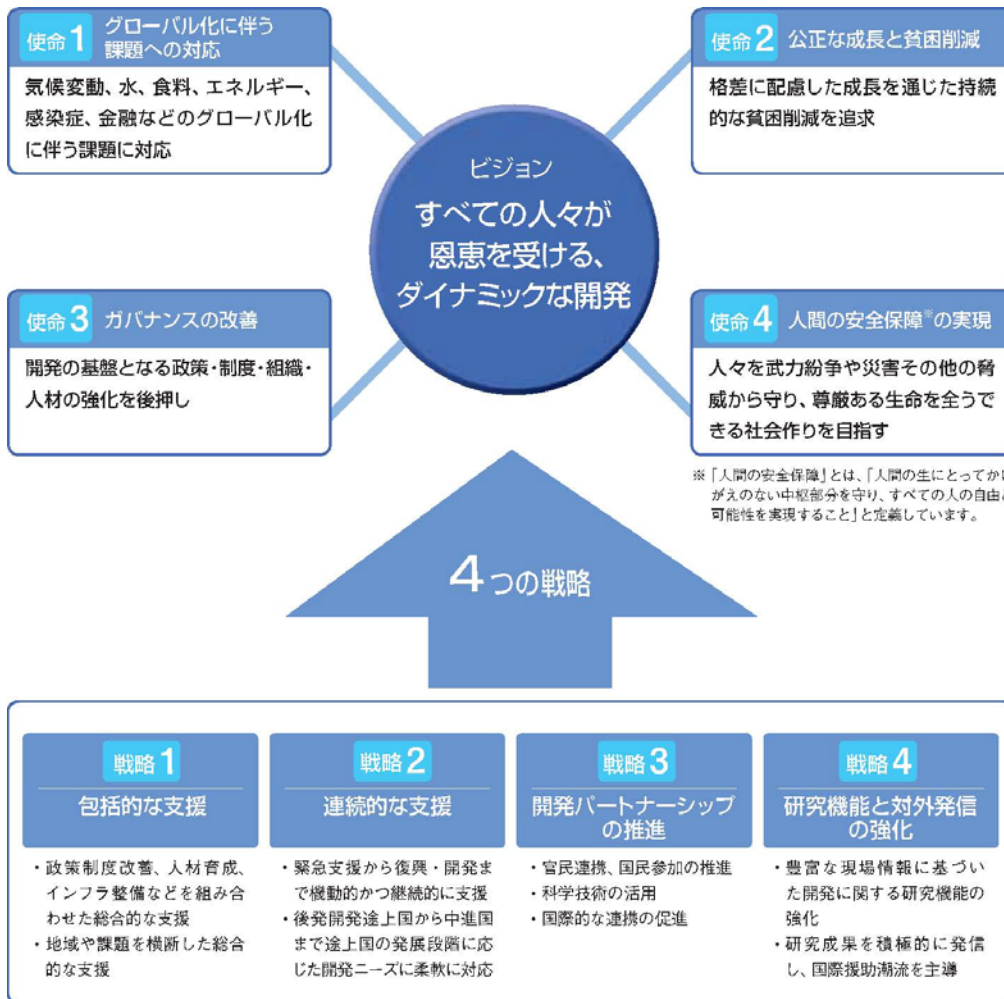 使命1 グローバル化に伴う
課題への対応
気候変動、水、食料、エネルギー、
感染症、金融などのグローバル化
に伴う課題に対応
使命2 公正な成長と貧困削減
格差に配慮した成長を通じた持続
的な貧困削減を追求
ビジョン
すべての人々が
恩恵を受ける、
ダイナミックな開発
使命3 ガバナンスの改善
開発の基盤となる政策・制度・組織・
人材の強化を後押し
使命4 人間の安全保障※の実現
人々を武力紛争や災害その他の脅
威から守り、尊厳ある生命を全うで
きる社会作りを目指す
※「人間の安全保障」とは、「人間の生にとってかけ
がえのない中枢部分を守り、すべての人の自由と
可能性を実現すること」と定義しています。
4つの戦略
戦略1
包括的な支援
・政策制度改善、人材育成、
インフラ整備などを組み合
わせた総合的な支援
・地域や課題を横断した総合
的な支援
戦略2
連続的な支援
・緊急支援から復興・開発ま
で機動的かつ継続的に支援
・後発開発途上国から中進国
まで途上国の発展段階に応
じた開発ニーズに柔軟に対応
戦略3
開発パートナーシップ
の推進
・官民連携、国民参加の推進
・科学技術の活用
・国際的な連携の促進
戦略4
研究機能と対外発信
の強化
・豊富な現場情報に基づい
た開発に関する研究機能の
強化
・研究成果を積極的に発信
し、国際援助潮流を主導